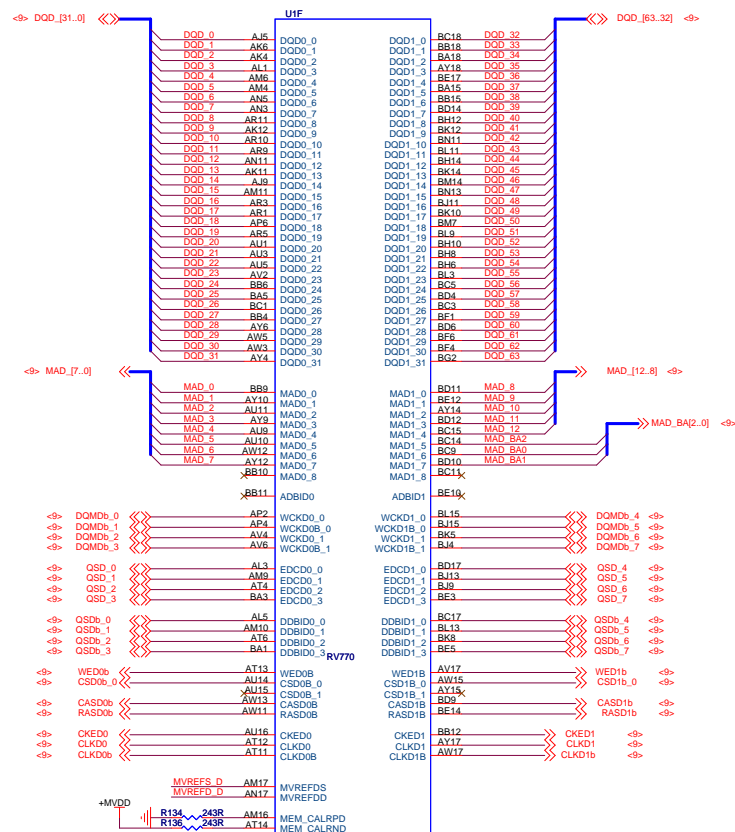 U1F
<9> DQD_[31..0] DQD_[63..32] <9>
DQD_0 AJ5 DQD0_0 DQD1_0 BC18 DQD_32
DQD_1 AK6 DQD0_1 DQD1_1 BB18 DQD_33
DQD_2 AK4 DQD0_2 DQD1_2 BA18 DQD_34
DQD_3 AL1 DQD0_3 DQD1_3 AY18 DQD_35
DQD_4 AM6 DQD0_4 DQD1_4 BE17 DQD_36
DQD_5 AM4 DQD0_5 DQD1_5 BA15 DQD_37
DQD_6 AN5 DQD0_6 DQD1_6 BB15 DQD_38
DQD_7 AN3 DQD0_7 DQD1_7 BD14 DQD_39
DQD_8 AR11 DQD0_8 DQD1_8 BH12 DQD_40
DQD_9 AK12 DQD0_9 DQD1_9 BK12 DQD_41
DQD_10 AR10 DQD0_10 DQD1_10 BN11 DQD_42
DQD_11 AR9 DQD0_11 DQD1_11 BL11 DQD_43
DQD_12 AN11 DQD0_12 DQD1_12 BH14 DQD_44
DQD_13 AK11 DQD0_13 DQD1_13 BK14 DQD_45
DQD_14 AJ9 DQD0_14 DQD1_14 BM14 DQD_46
DQD_15 AM11 DQD0_15 DQD1_15 BN13 DQD_47
DQD_16 AR3 DQD0_16 DQD1_16 BJ11 DQD_48
DQD_17 AR1 DQD0_17 DQD1_17 BK10 DQD_49
DQD_18 AP6 DQD0_18 DQD1_18 BM7 DQD_50
DQD_19 AR5 DQD0_19 DQD1_19 BL9 DQD_51
DQD_20 AU1 DQD0_20 DQD1_20 BH10 DQD_52
DQD_21 AU3 DQD0_21 DQD1_21 BH8 DQD_53
DQD_22 AU5 DQD0_22 DQD1_22 BH6 DQD_54
DQD_23 AV2 DQD0_23 DQD1_23 BL3 DQD_55
DQD_24 BB6 DQD0_24 DQD1_24 BC5 DQD_56
DQD_25 BA5 DQD0_25 DQD1_25 BD4 DQD_57
DQD_26 BC1 DQD0_26 DQD1_26 BC3 DQD_58
DQD_27 BB4 DQD0_27 DQD1_27 BF1 DQD_59
DQD_28 AY6 DQD0_28 DQD1_28 BD6 DQD_60
DQD_29 AW5 DQD0_29 DQD1_29 BF6 DQD_61
DQD_30 AW3 DQD0_30 DQD1_30 BF4 DQD_62
DQD_31 AY4 DQD0_31 DQD1_31 BG2 DQD_63
<9> MAD_[7..0] MAD_[12..8] <9>
MAD_0 BB9 MAD0_0 MAD1_0 BD11 MAD_8
MAD_1 AY10 MAD0_1 MAD1_1 BE12 MAD_9
MAD_2 AU11 MAD0_2 MAD1_2 AY14 MAD_10
MAD_3 AY9 MAD0_3 MAD1_3 BD12 MAD_11
MAD_4 AU9 MAD0_4 MAD1_4 BC15 MAD_12
MAD_BA[2..0] <9>
MAD_5 AU10 MAD0_5 MAD1_5 BC14 MAD_BA2
MAD_6 AW12 MAD0_6 MAD1_6 BC9 MAD_BA0
MAD_7 AY12 MAD0_7 MAD1_7 BD10 MAD_BA1
BB10 MAD0_8 MAD1_8 BC11
BB11 ADBID0 ADBID1 BE10
<9> DQMDb_0 AP2 WCKD0_0 WCKD1_0 BL15 DQMDb_4 <9>
<9> DQMDb_1 AP4 WCKD0B_0 WCKD1B_0 BJ15 DQMDb_5 <9>
<9> DQMDb_2 AV4 WCKD0_1 WCKD1_1 BK5 DQMDb_6 <9>
<9> DQMDb_3 AV6 WCKD0B_1 WCKD1B_1 BJ4 DQMDb_7 <9>
<9> QSD_0 AL3 EDCD0_0 EDCD1_0 BD17 QSD_4 <9>
<9> QSD_1 AM9 EDCD0_1 EDCD1_1 BJ13 QSD_5 <9>
<9> QSD_2 AT4 EDCD0_2 EDCD1_2 BJ9 QSD_6 <9>
<9> QSD_3 BA3 EDCD0_3 EDCD1_3 BE3 QSD_7 <9>
<9> QSDb_0 AL5 DDBID0_0 DDBID1_0 BC17 QSDb_4 <9>
<9> QSDb_1 AM10 DDBID0_1 DDBID1_1 BL13 QSDb_5 <9>
<9> QSDb_2 AT6 DDBID0_2 DDBID1_2 BK8 QSDb_6 <9>
<9> QSDb_3 BA1 DDBID0_3 DDBID1_3 BE5 QSDb_7 <9>
RV770
<9> WED0b AT13 WED0B WED1B AV17 WED1b <9>
<9> CSD0b_0 AU14 CSD0B_0 CSD1B_0 AW15 CSD1b_0 <9>
AU15 CSD0B_1 CSD1B_1 AY15
<9> CASD0b AW13 CASD0B CASD1B BD9 CASD1b <9>
<9> RASD0b AW11 RASD0B RASD1B BE14 RASD1b <9>
<9> CKED0 AU16 CKED0 CKED1 BB12 CKED1 <9>
<9> CLKD0 AT12 CLKD0 CLKD1 AY17 CLKD1 <9>
<9> CLKD0b AT11 CLKD0B CLKD1B AW17 CLKD1b <9>
MVREFS_D AM17 MVREFDS
MVREFD_D AN17 MVREFDD
+MVDD
R134 243R AM16 MEM_CALRPD
R136 243R AT14 MEM_CALRND